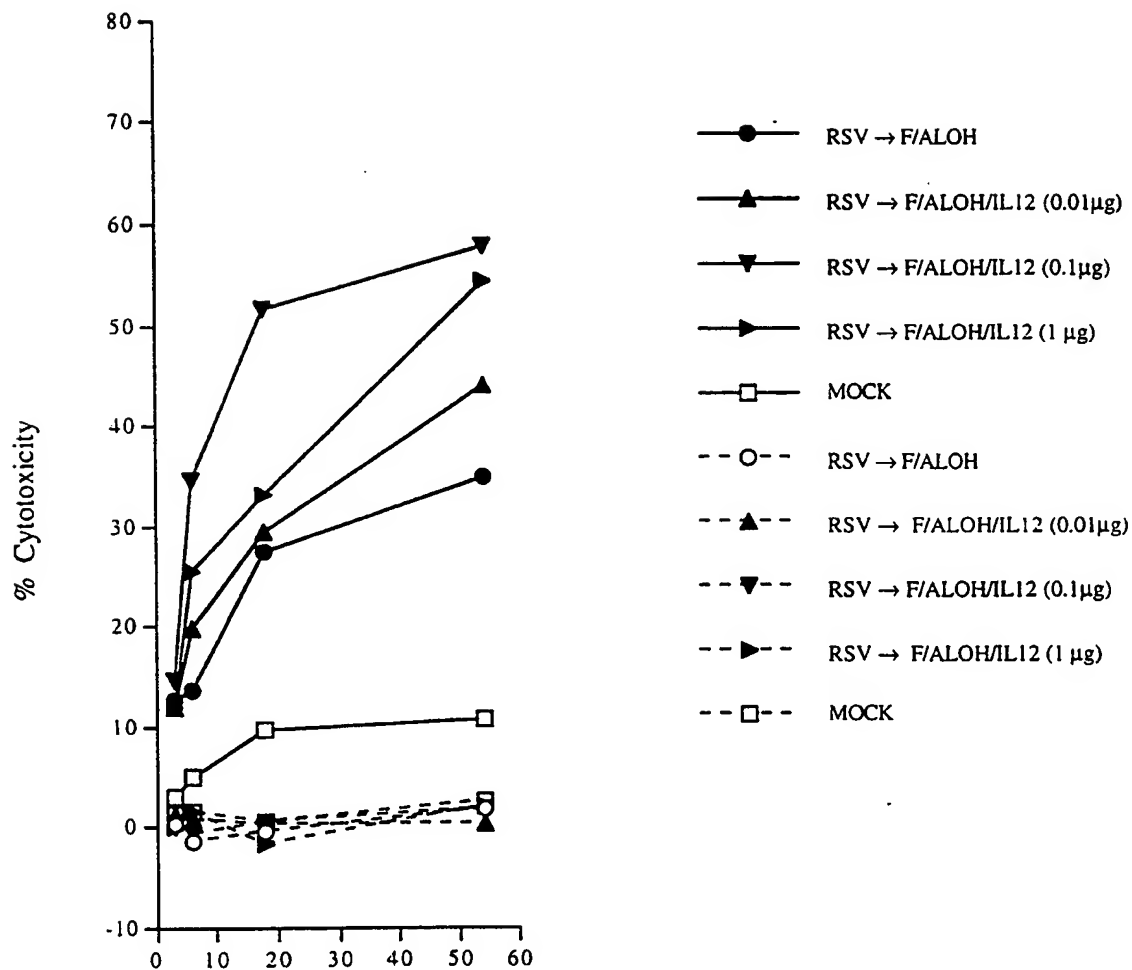 80
70
60
50
40
30
20
10
0
-10
% Cytotoxicity
0 10 20 30 40 50 60
RSV → F/ALOH
RSV → F/ALOH/IL12 (0.01µg)
RSV → F/ALOH/IL12 (0.1µg)
RSV → F/ALOH/IL12 (1 µg)
MOCK
RSV → F/ALOH
RSV → F/ALOH/IL12 (0.01µg)
RSV → F/ALOH/IL12 (0.1µg)
RSV → F/ALOH/IL12 (1 µg)
MOCK